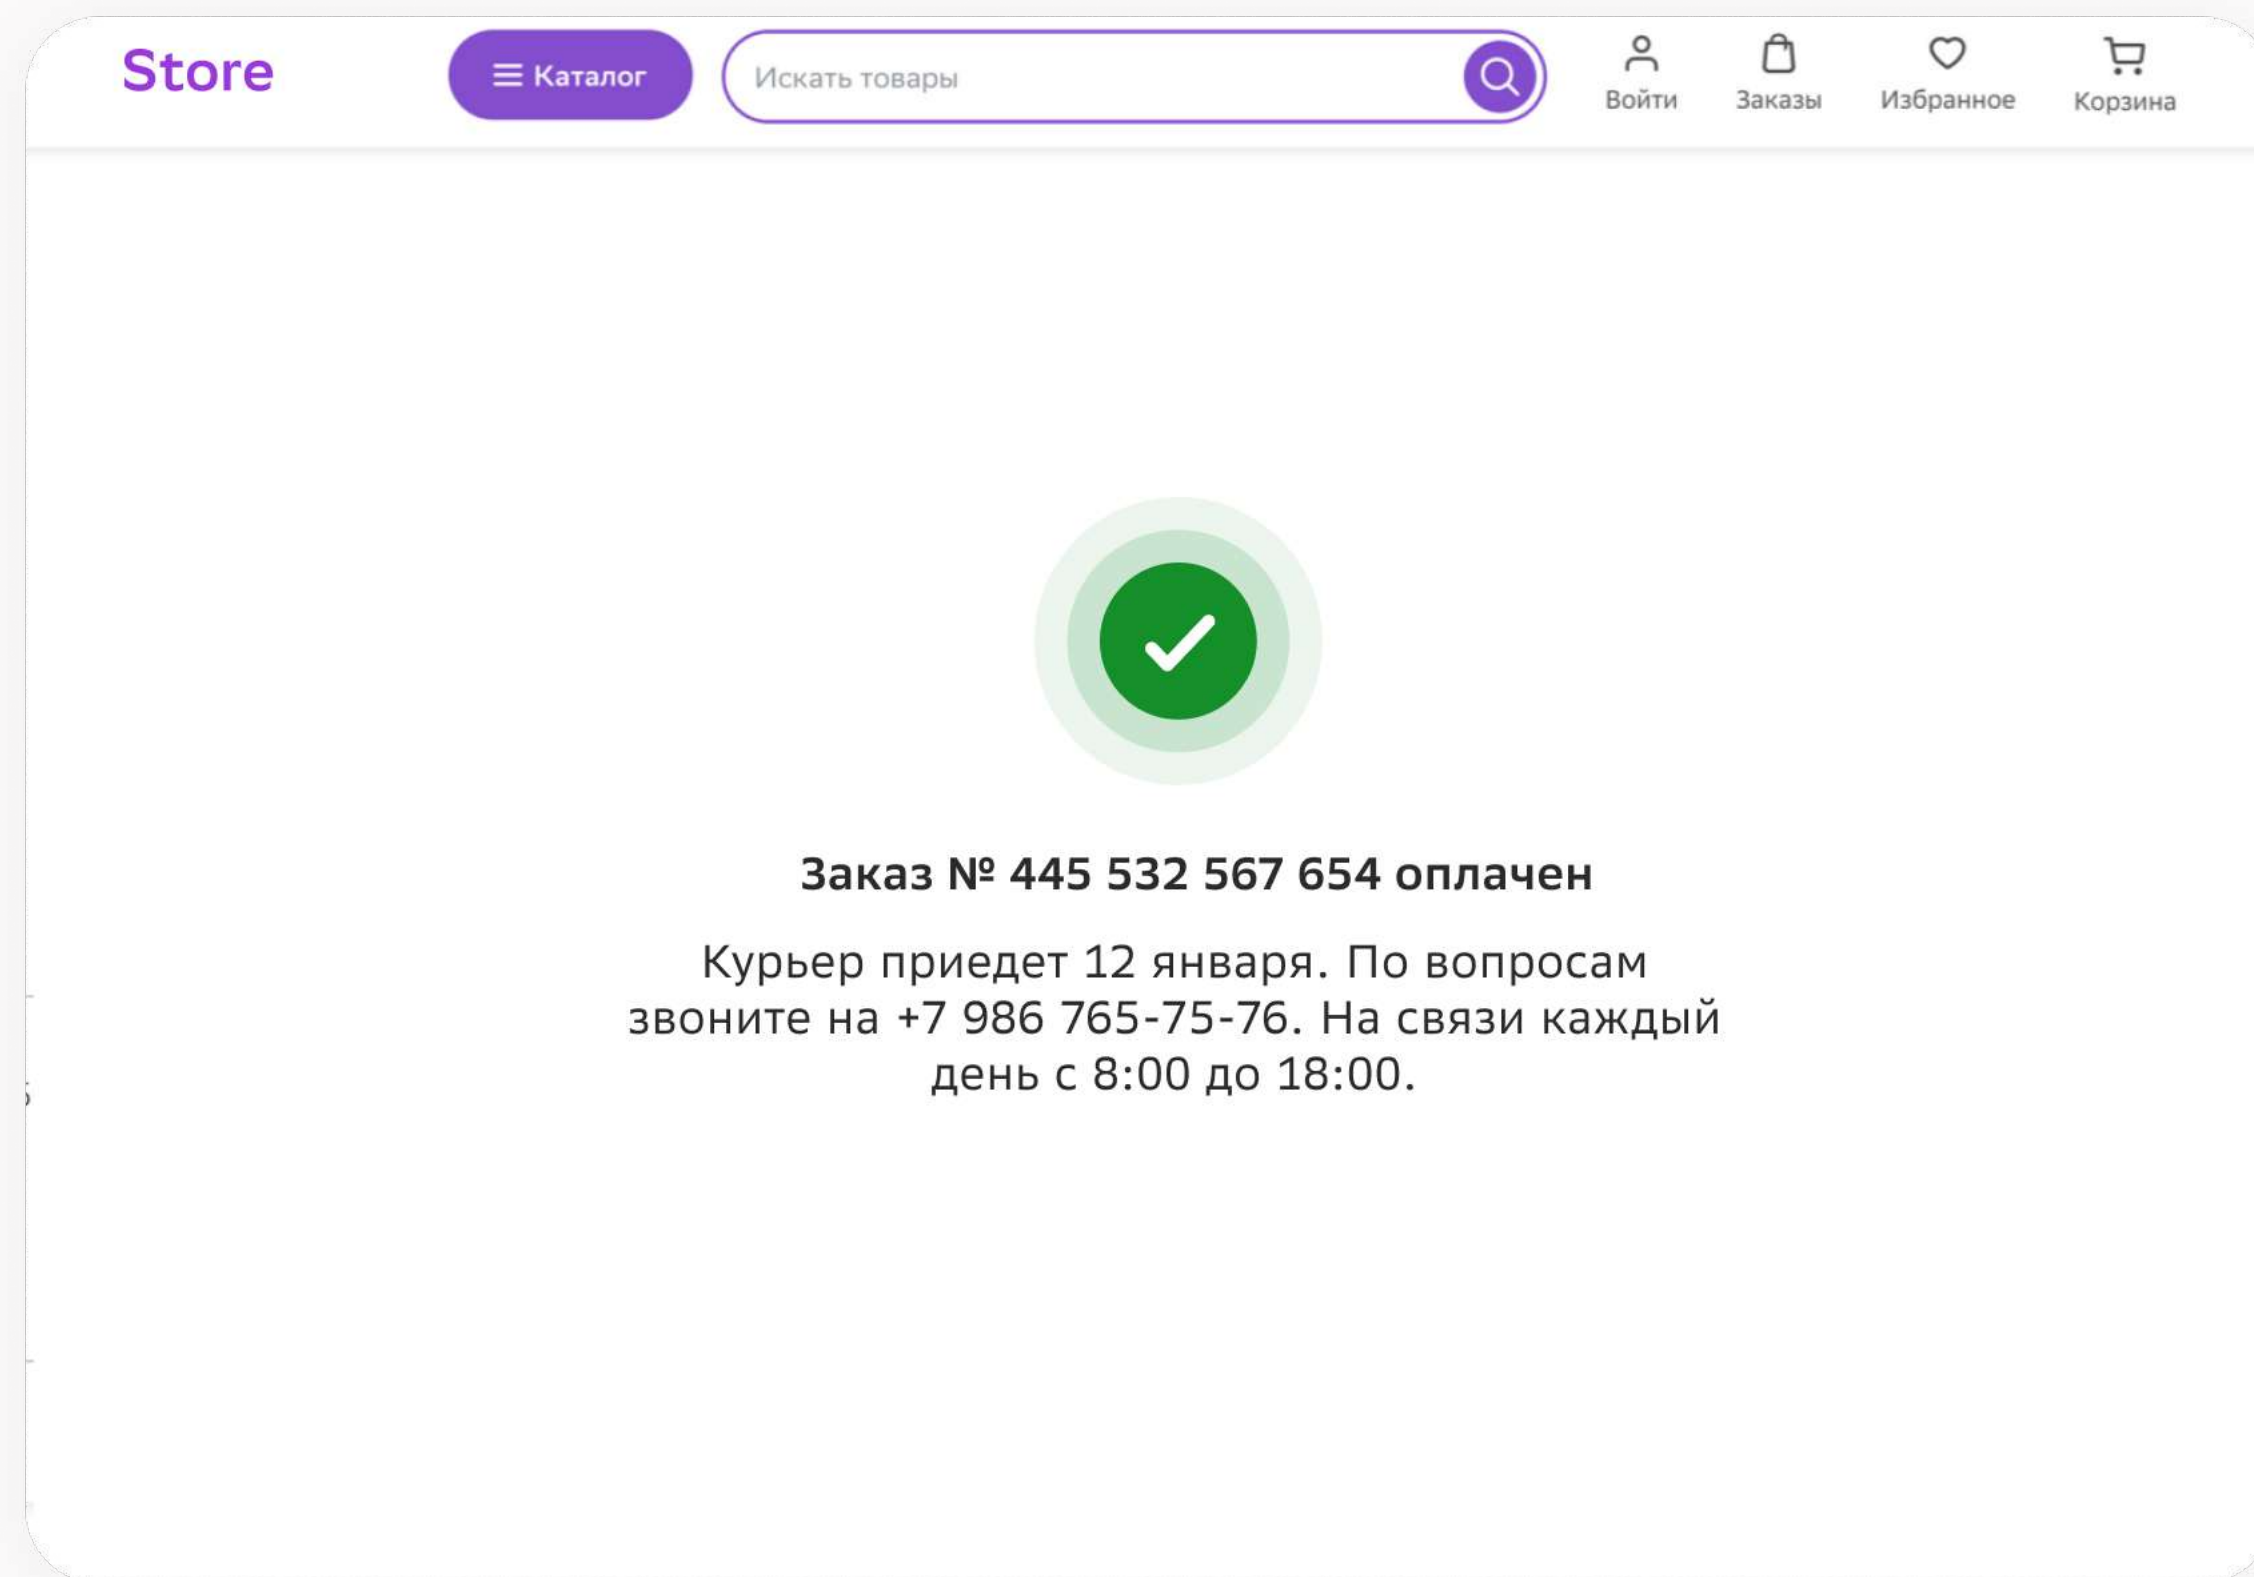 Store
Каталог
Искать товары
Войти
Заказы
Избранное
Корзина
Заказ № 445 532 567 654 оплачен
Курьер приедет 12 января. По вопросам
звоните на +7 986 765-75-76. На связи каждый
день с 8:00 до 18:00.